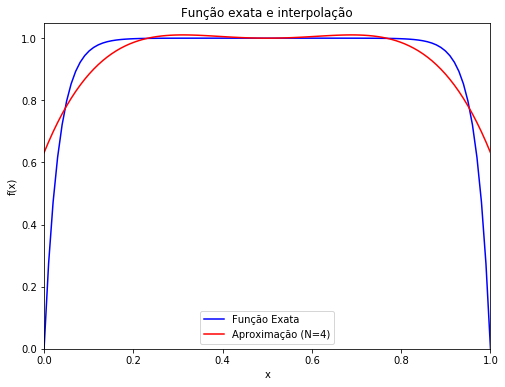 Função exata e interpolação
f(x)
1.0
0.8
0.6
0.4
0.2
0.0
0.0 0.2 0.4 0.6 0.8 1.0
x
Função Exata
Aproximação (N=4)